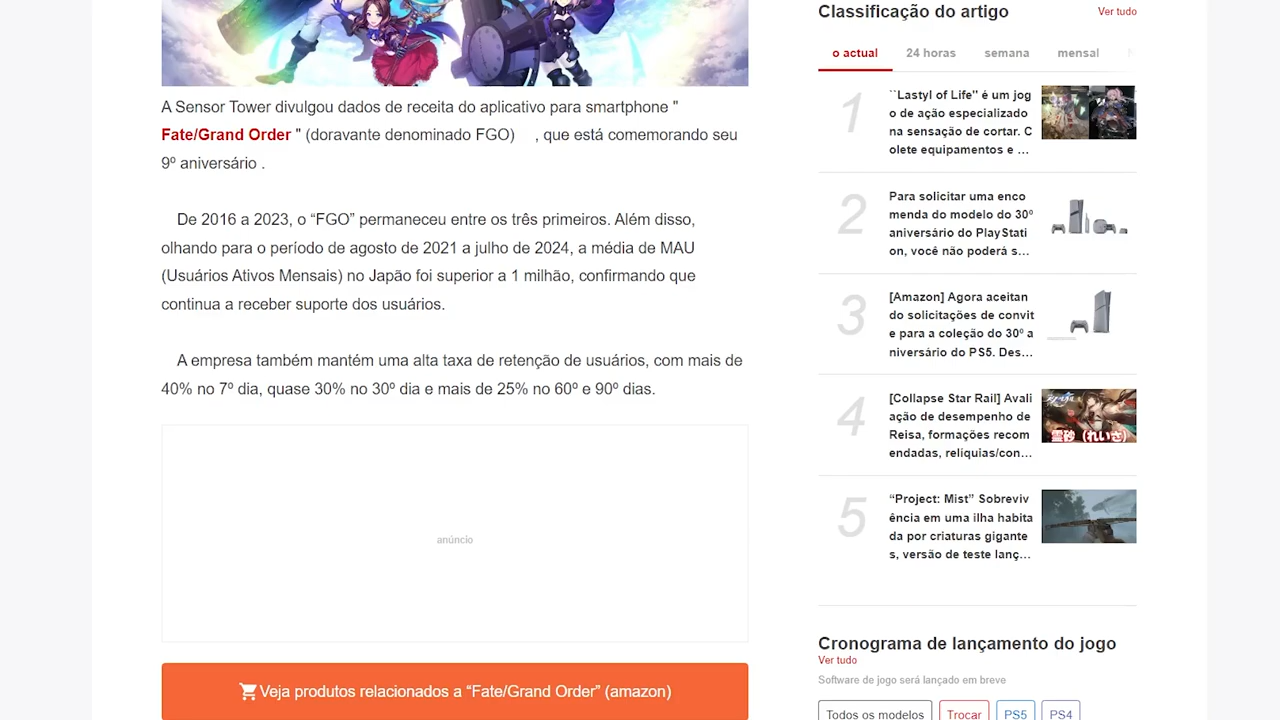 A Sensor Tower divulgou dados de receita do aplicativo para smartphone "
Fate/Grand Order " (doravante denominado FGO) , que está comemorando seu
9º aniversário .
De 2016 a 2023, o “FGO” permaneceu entre os três primeiros. Além disso,
olhando para o período de agosto de 2021 a julho de 2024, a média de MAU
(Usuários Ativos Mensais) no Japão foi superior a 1 milhão, confirmando que
continua a receber suporte dos usuários.
A empresa também mantém uma alta taxa de retenção de usuários, com mais de
40% no 7º dia, quase 30% no 30º dia e mais de 25% no 60º e 90º dias.
anúncio
Veja produtos relacionados a “Fate/Grand Order” (amazon)
Classificação do artigo
Ver tudo
o actual 24 horas semana mensal
1
``Lastyl of Life'' é um jog
o de ação especializado
na sensação de cortar. C
olete equipamentos e ...
2
Para solicitar uma enco
menda do modelo do 30º
aniversário do PlayStati
on, você não poderá s...
3
[Amazon] Agora aceitan
do solicitações de convit
e para a coleção do 30º a
niversário do PS5. Des...
4
[Collapse Star Rail] Avali
ação de desempenho de
Reisa, formações recom
endadas, relíquias/con...
霊砂（れいさ）
5
“Project: Mist” Sobreviv
ência em uma ilha habita
da por criaturas gigante
s, versão de teste lanç...
Cronograma de lançamento do jogo
Ver tudo
Software de jogo será lançado em breve
Todos os modelos Trocar PS5 PS4